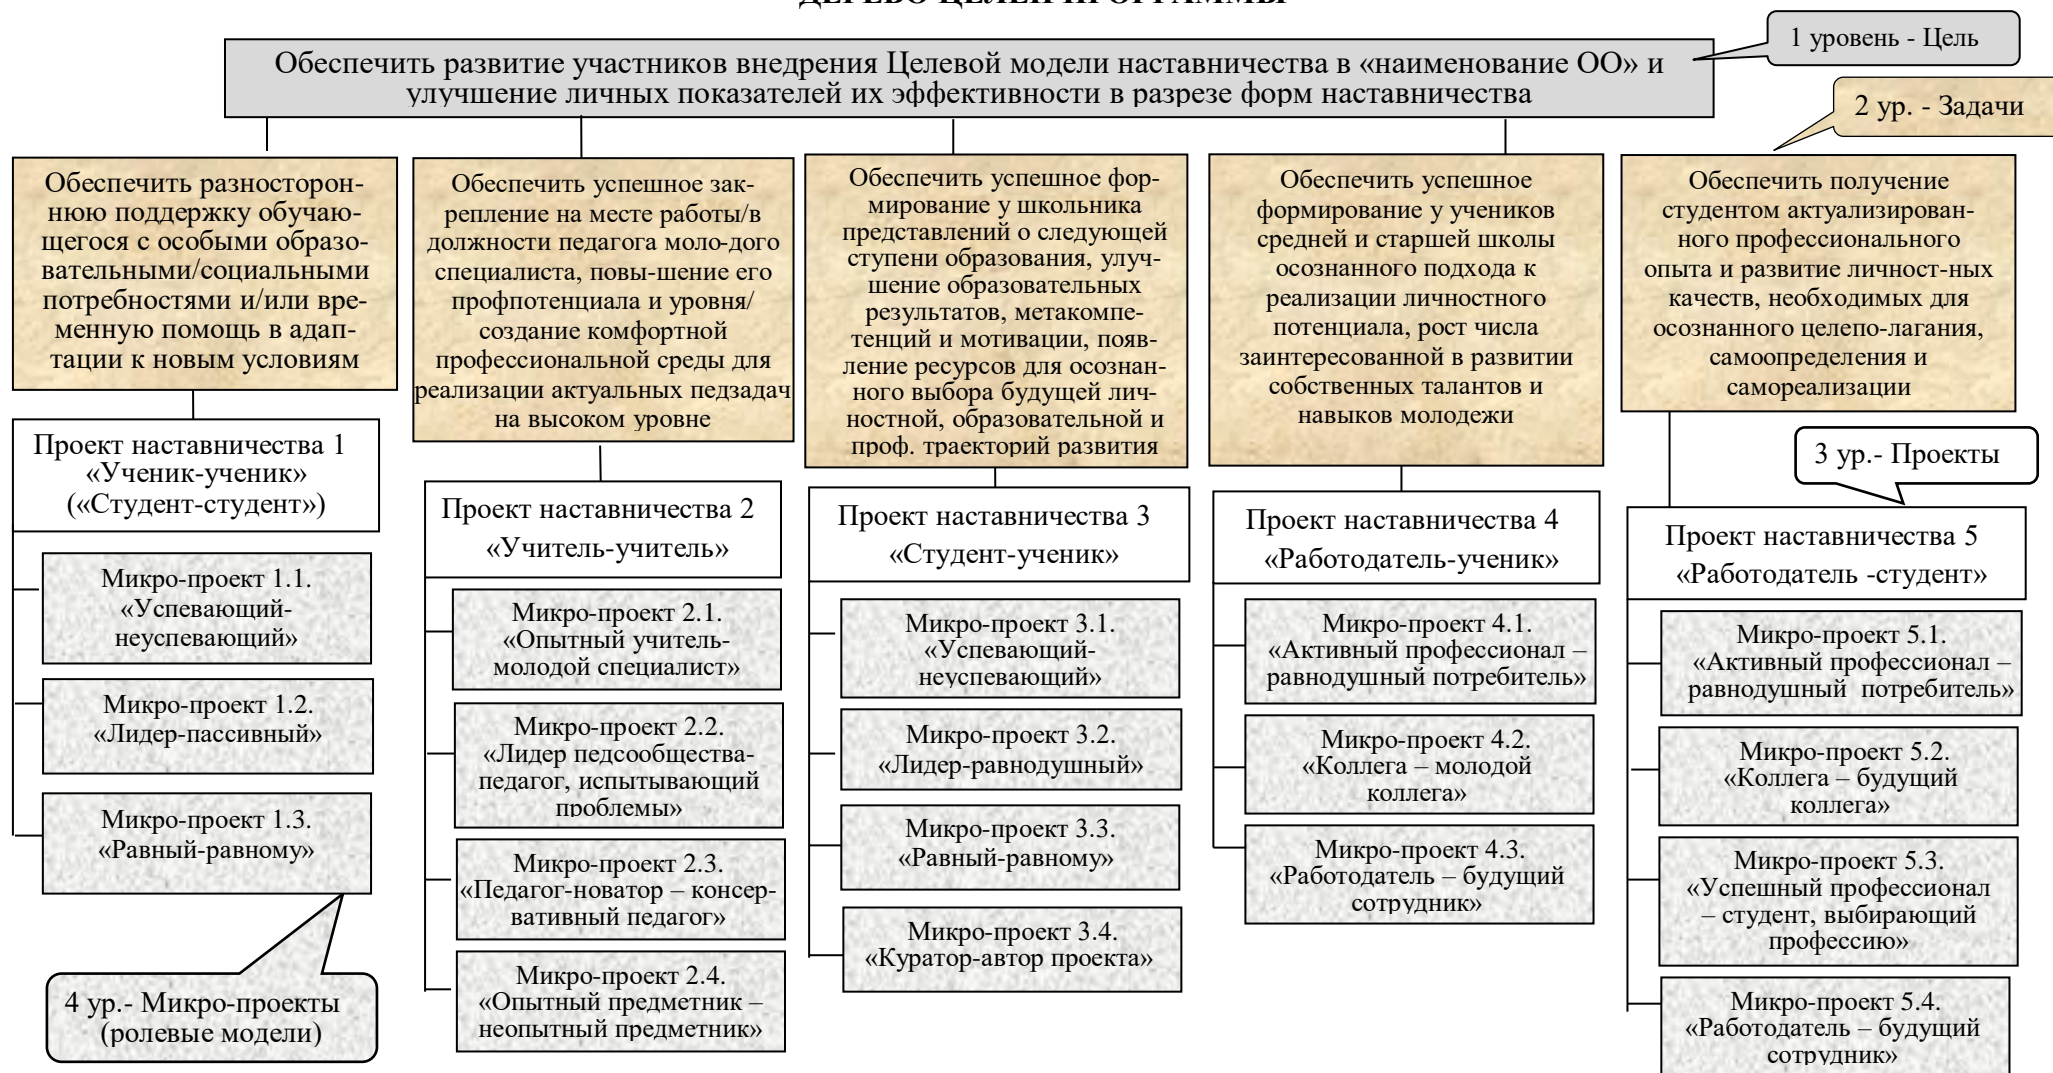 ДЕРЕВО ЦЕЛЕЙ ПРОГРАММЫ
1 уровень - Цель
Обеспечить развитие участников внедрения Целевой модели наставничества в «наименование ОО» и
улучшение личных показателей их эффективности в разрезе форм наставничества
2 ур. - Задачи
Обеспечить разносторон-
нюю поддержку обучаю-
щегося с особыми образо-
вательными/социальными
потребностями и/или вре-
менную помощь в адап-
тации к новым условиям
Обеспечить успешное зак-
репление на месте работы/в
должности педагога моло-дого
специалиста, повы-шение его
профпотенциала и уровня/
создание комфортной
профессиональной среды для
реализации актуальных педзадач
на высоком уровне
Обеспечить успешное фор-
мирование у школьника
представлений о следующей
ступени образования, улуч-
шение образовательных
результатов, метакомпе-
тенций и мотивации, появ-
ление ресурсов для осознан-
ного выбора будущей лич-
ностной, образовательной и
проф. траекторий развития
Обеспечить успешное
формирование у учеников
средней и старшей школы
осознанного подхода к
реализации личностного
потенциала, рост числа
заинтересованной в развитии
собственных талантов и
навыков молодежи
Обеспечить получение
студентом актуализирован-
ного профессионального
опыта и развитие личност-ных
качеств, необходимых для
осознанного целепо-лагания,
самоопределения и
самореализации
3 ур.- Проекты
Проект наставничества 1
«Ученик-ученик»
(«Студент-студент»)
Микро-проект 1.1.
«Успевающий-
неуспевающий»
Микро-проект 1.2.
«Лидер-пассивный»
Микро-проект 1.3.
«Равный-равному»
4 ур.- Микро-проекты
(ролевые модели)
Проект наставничества 2
«Учитель-учитель»
Микро-проект 2.1.
«Опытный учитель-
молодой специалист»
Микро-проект 2.2.
«Лидер педсообщества-
педагог, испытывающий
проблемы»
Микро-проект 2.3.
«Педагог-новатор – консер-
вативный педагог»
Микро-проект 2.4.
«Опытный предметник –
неопытный предметник»
Проект наставничества 3
«Студент-ученик»
Микро-проект 3.1.
«Успевающий-
неуспевающий»
Микро-проект 3.2.
«Лидер-равнодушный»
Микро-проект 3.3.
«Равный-равному»
Микро-проект 3.4.
«Куратор-автор проекта»
Проект наставничества 4
«Работодатель-ученик»
Микро-проект 4.1.
«Активный профессионал –
равнодушный потребитель»
Микро-проект 4.2.
«Коллега – молодой
коллега»
Микро-проект 4.3.
«Работодатель – будущий
сотрудник»
Проект наставничества 5
«Работодатель -студент»
Микро-проект 5.1.
«Активный профессионал –
равнодушный потребитель»
Микро-проект 5.2.
«Коллега – будущий
коллега»
Микро-проект 5.3.
«Успешный профессионал
– студент, выбирающий
профессию»
Микро-проект 5.4.
«Работодатель – будущий
сотрудник»